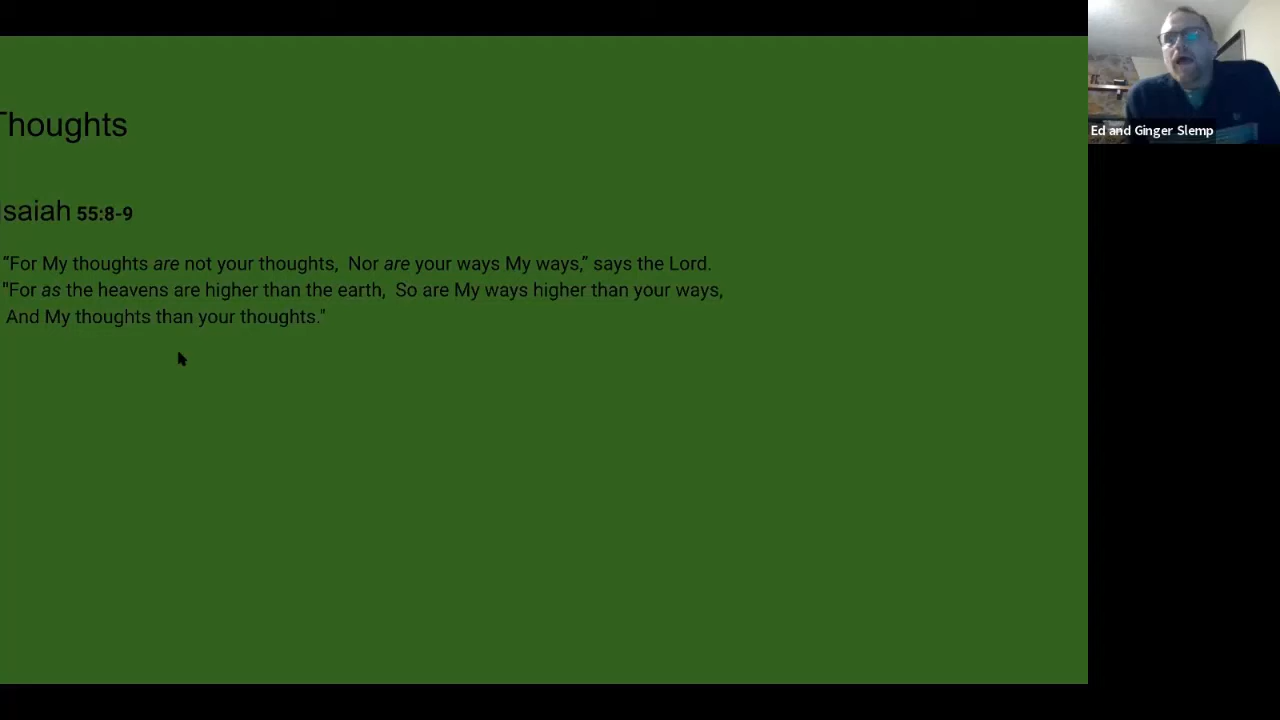 Thoughts
Isaiah 55:8-9
“For My thoughts are not your thoughts,  Nor are your ways My ways,” says the Lord.
"For as the heavens are higher than the earth,  So are My ways higher than your ways,
And My thoughts than your thoughts."
Ed and Ginger Slemp